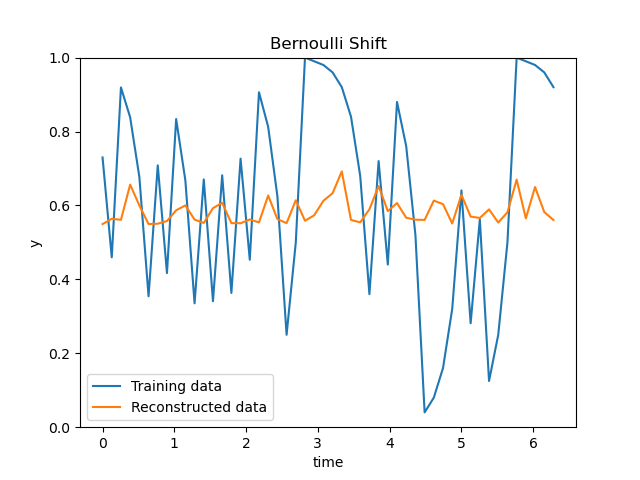 Bernoulli Shift
1.0
0.8
0.6
0.4
0.2
0.0
y
Training data
Reconstructed data
0 1 2 3 4 5 6
time